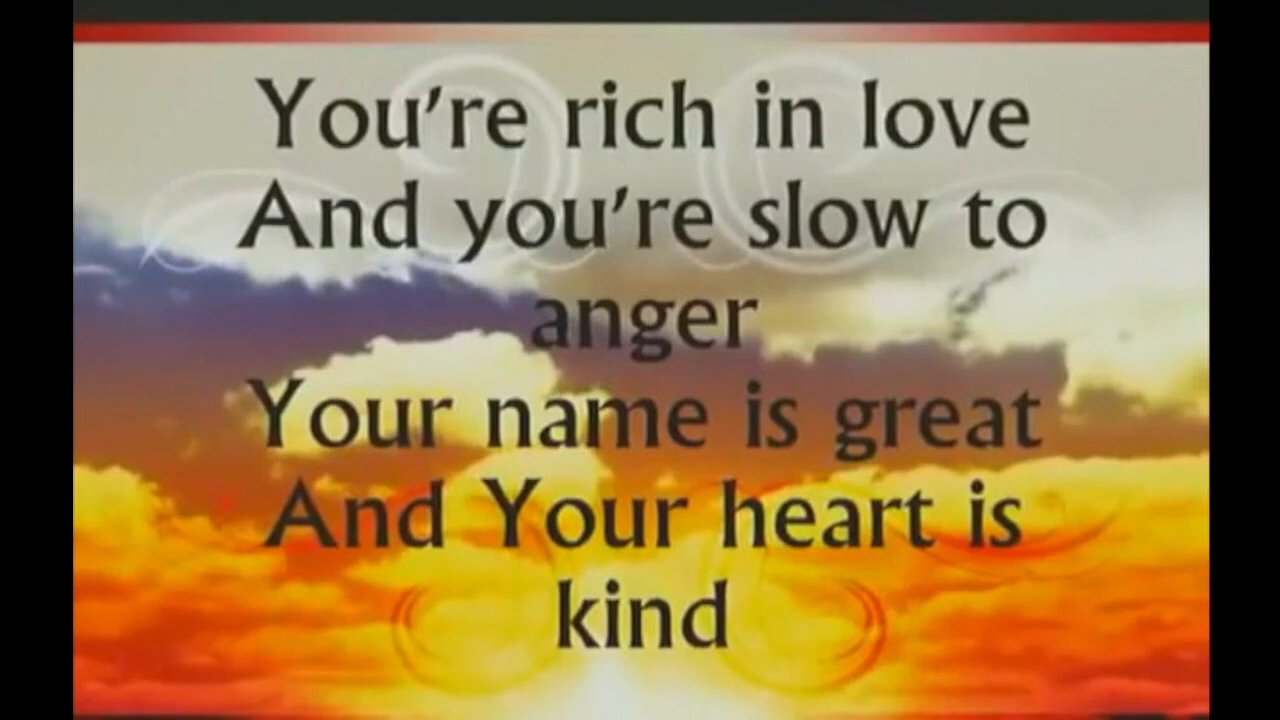 You're rich in love
And you're slow to
anger
Your name is great
And Your heart is
kind